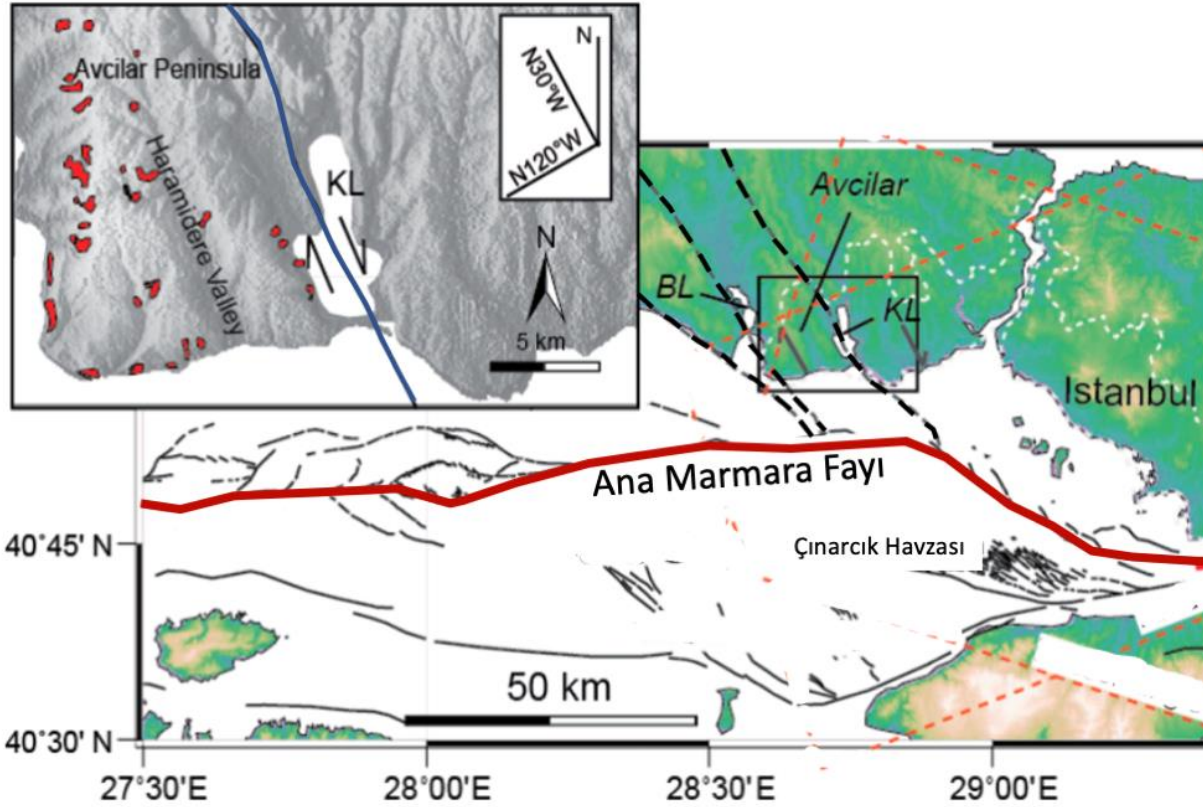 Avcilar Peninsula
Haramidere Valley
KL
N
N30°W
N120°W
N
5 km
Avcilar
BL
KL
Istanbul
Ana Marmara Fayı
Çınarcık Havzası
40°45' N
50 km
40°30' N
27°30'E
28°00'E
28°30'E
29°00'E